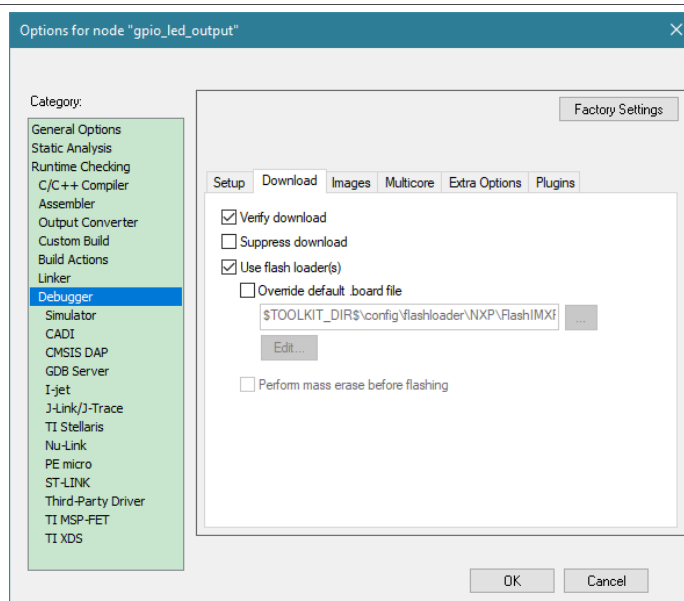 Options for node "gpio_led_output"
Category:
General Options
Static Analysis
Runtime Checking
C/C++ Compiler
Assembler
Output Converter
Custom Build
Build Actions
Linker
Debugger
Simulator
CADI
CMSIS DAP
GDB Server
I-jet
J-Link/J-Trace
TI Stellaris
Nu-Link
PE micro
ST-LINK
Third-Party Driver
TI MSP-FET
TI XDS
Factory Settings
Setup Download Images Multicore Extra Options Plugins
Verify download
Suppress download
Use flash loader(s)
Override default .board file
$TOOLKIT_DIR$\config\flashloader\NXP\FlashIMXF
...
Edit...
Perform mass erase before flashing
OK Cancel